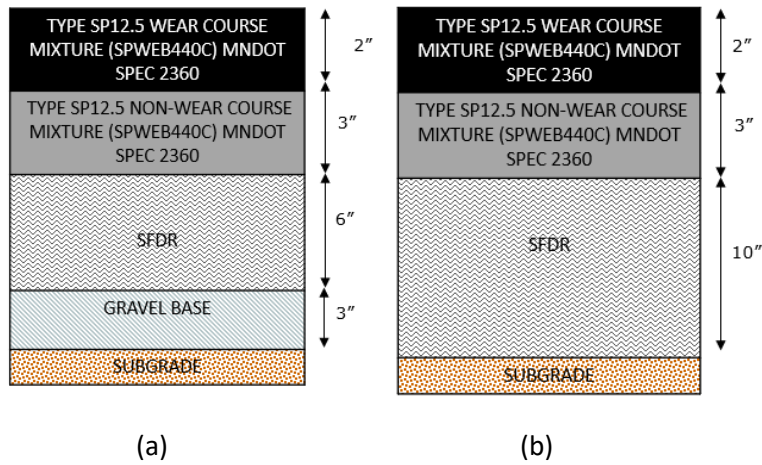 TYPE SP12.5 WEAR COURSE
MIXTURE (SPWEB440C) MNDOT
SPEC 2360
2”
TYPE SP12.5 NON-WEAR COURSE
MIXTURE (SPWEB440C) MNDOT
SPEC 2360
3”
SFDR
6”
GRAVEL BASE
3”
SUBGRADE
(a)
TYPE SP12.5 WEAR COURSE
MIXTURE (SPWEB440C) MNDOT
SPEC 2360
2”
TYPE SP12.5 NON-WEAR COURSE
MIXTURE (SPWEB440C) MNDOT
SPEC 2360
3”
SFDR
10”
SUBGRADE
(b)